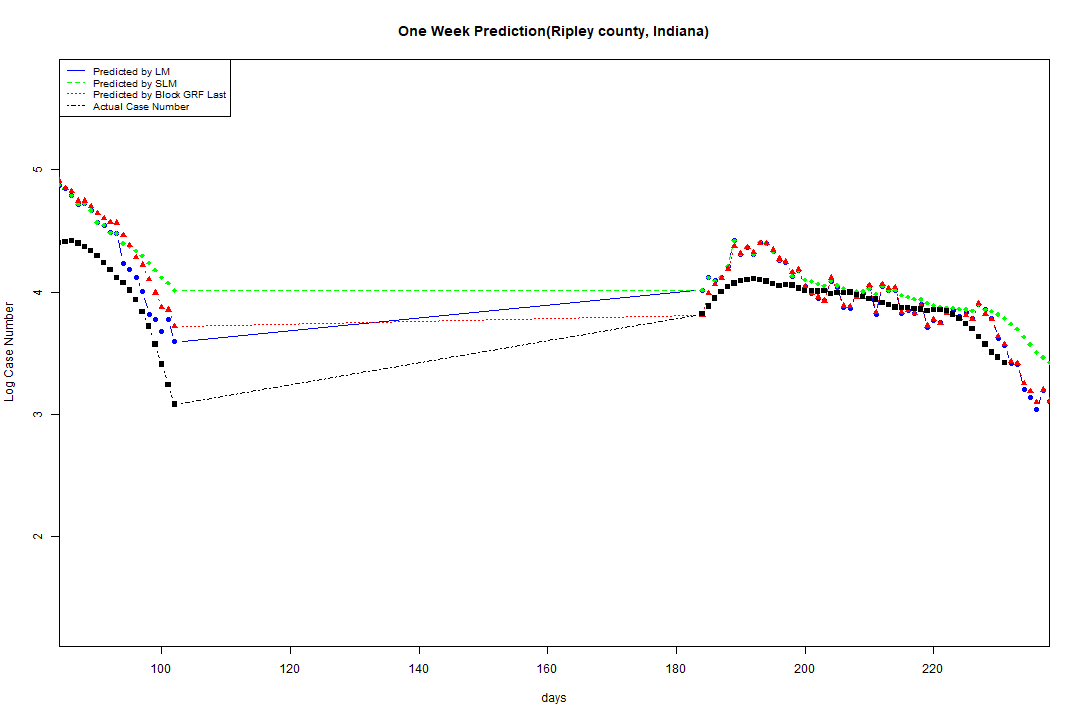 One Week Prediction(Ripley county, Indiana)
Predicted by LM
Predicted by SLM
Predicted by Block GRF Last
Actual Case Number
5
4
3
2
Log Case Number
100 120 140 160 180 200 220
days